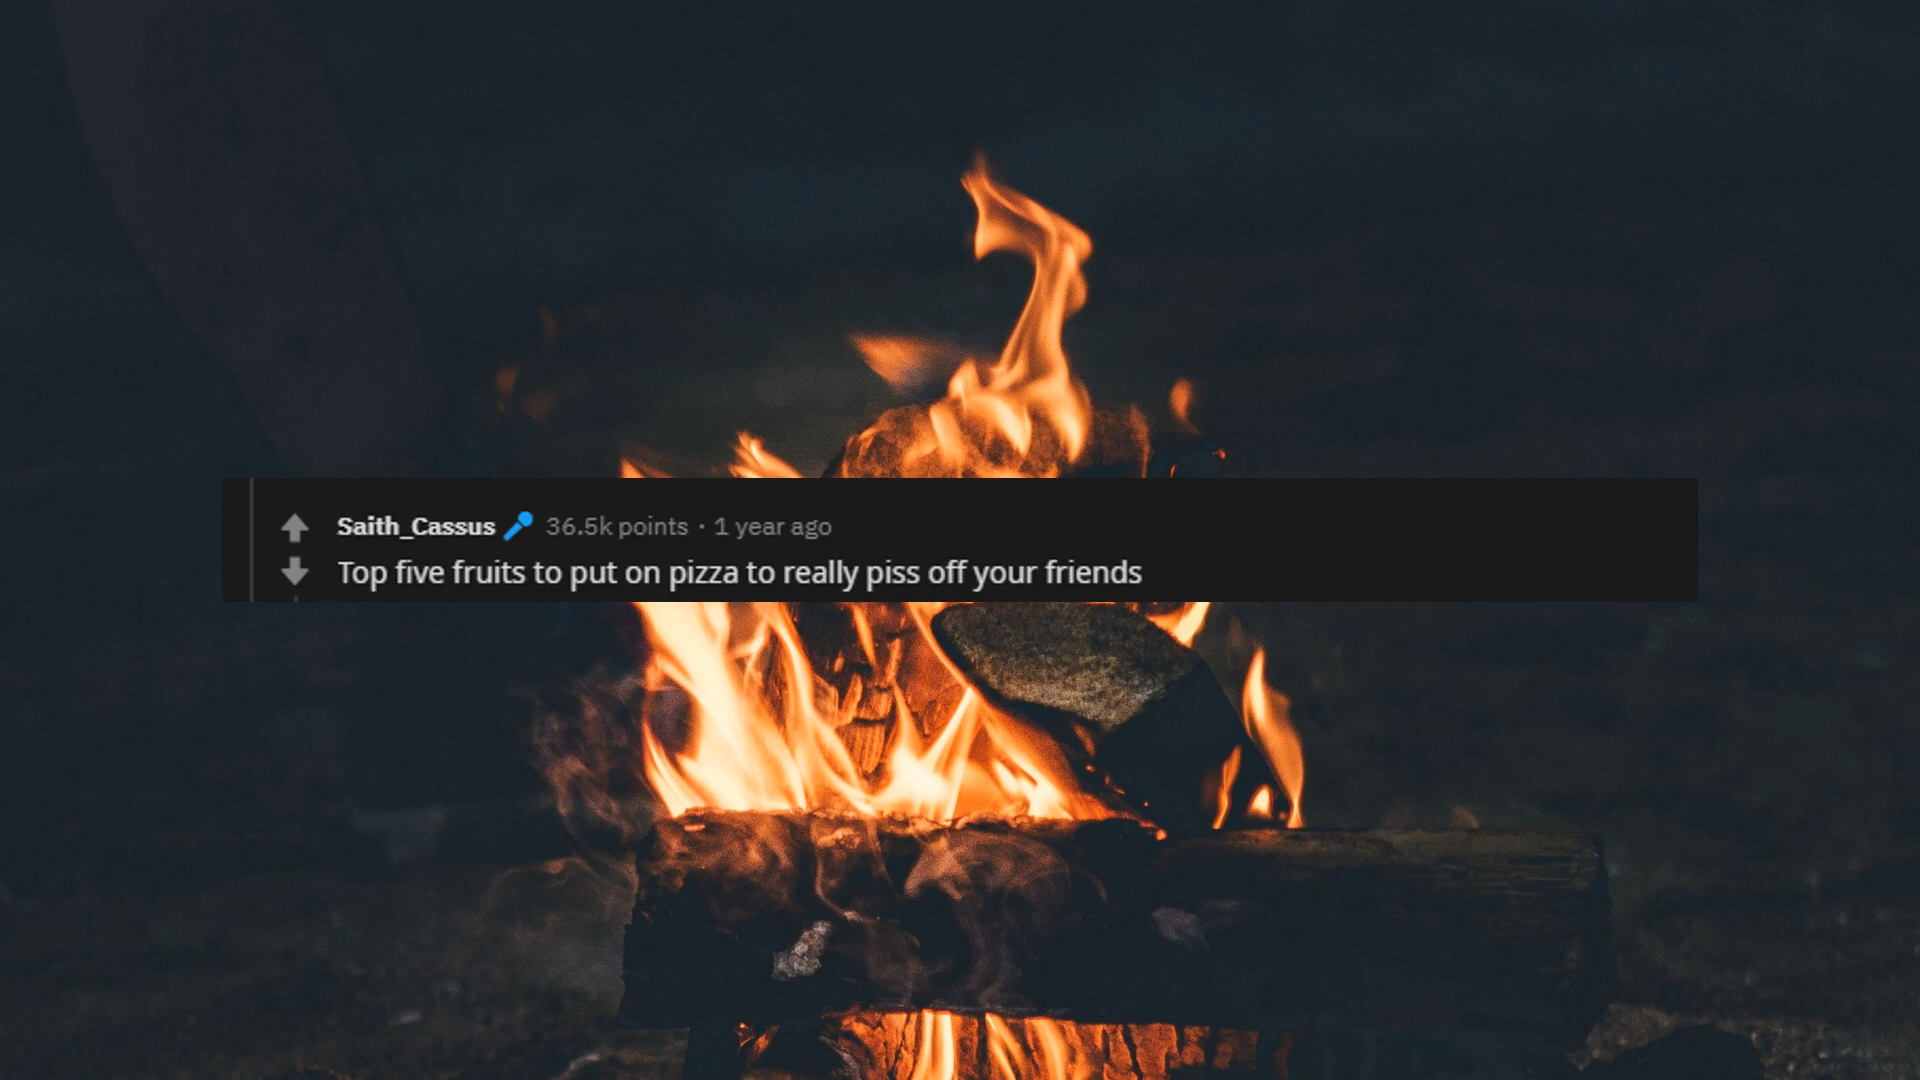 Saith_Cassus 36.5k points · 1 year ago
Top five fruits to put on pizza to really piss off your friends